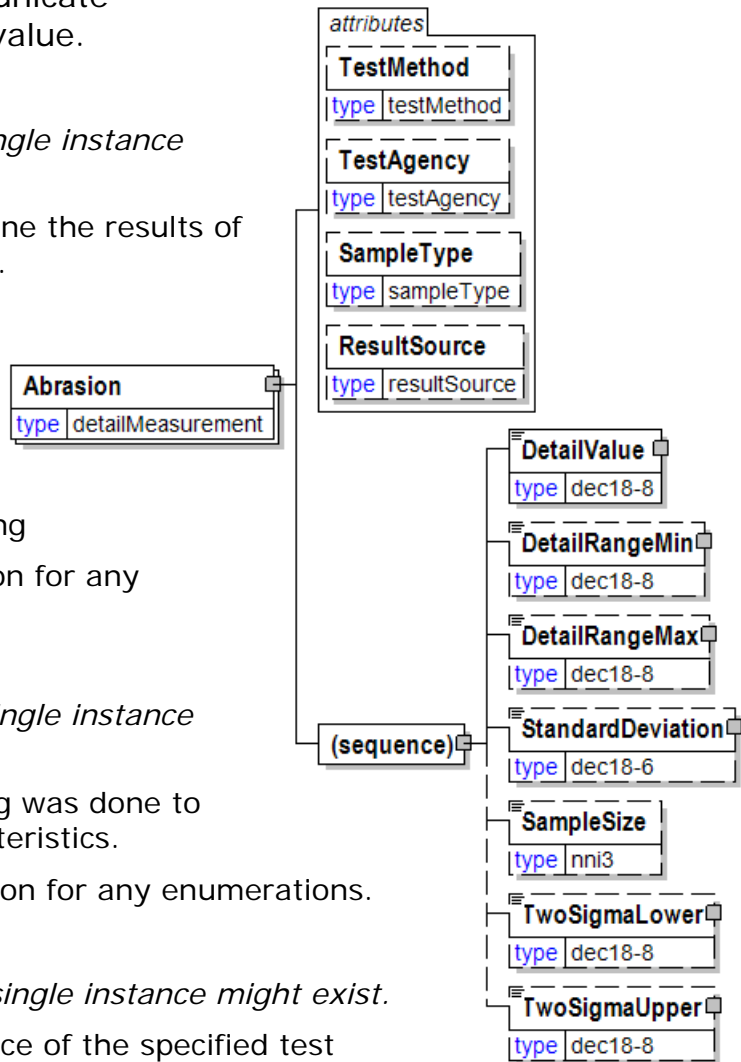 unicate
value.
ngle instance
ne the results of
.
ng
on for any
ingle instance
g was done to
teristics.
on for any enumerations.
single instance might exist.
ce of the specified test
attributes
TestMethod
type testMethod
TestAgency
type testAgency
SampleType
type sampleType
ResultSource
type resultSource
Abrasion
type detailMeasurement
(sequence)
DetailValue
type dec18-8
DetailRangeMin
type dec18-8
DetailRangeMax
type dec18-8
StandardDeviation
type dec18-6
SampleSize
type nni3
TwoSigmaLower
type dec18-8
TwoSigmaUpper
type dec18-8